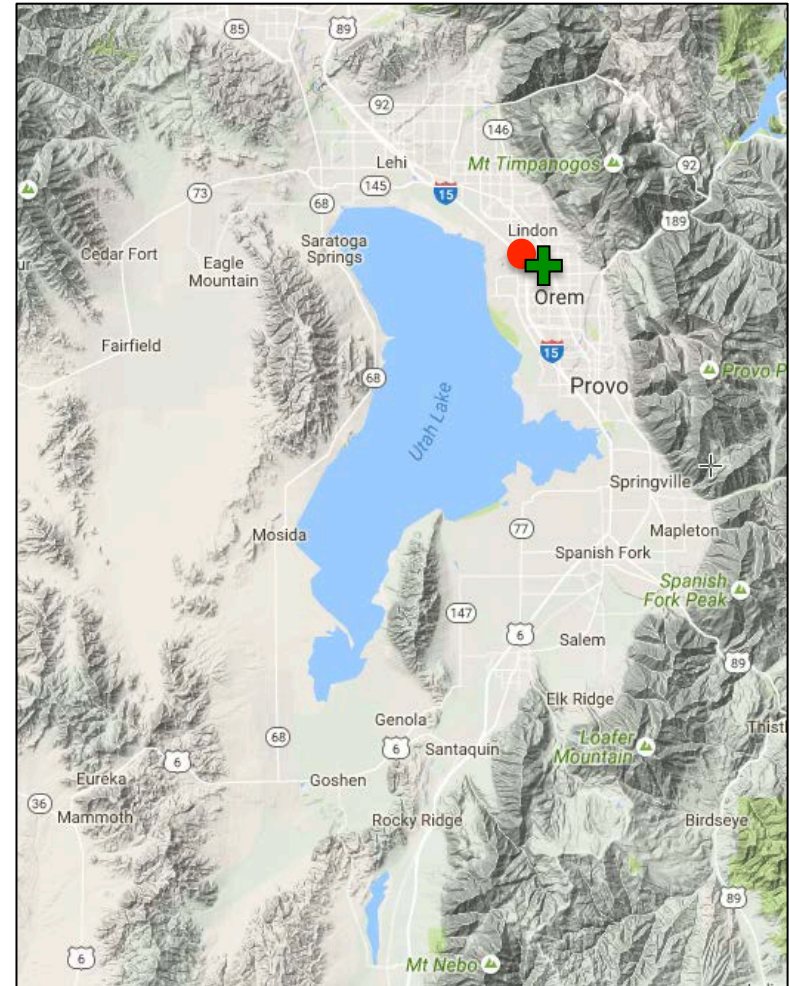 85
89
92
146
Lehi
Mt Timpanogos
92
145
15
73
68
189
Lindon
Saratoga
Springs
Cedar Fort
Eagle
Mountain
ur
Orem
Fairfield
15
Provo P
68
Provo
Utah Lake
Springville
77
Mapleton
Mosida
Spanish Fork
Spanish
Fork Peak
147
6
Salem
89
Elk Ridge
Genola
Thistl
68
6
Santaquin
Loafer
Mountain
6
Eureka
Goshen
36
Mammoth
Rocky Ridge
Birdseye
89
6
Mt Nebo